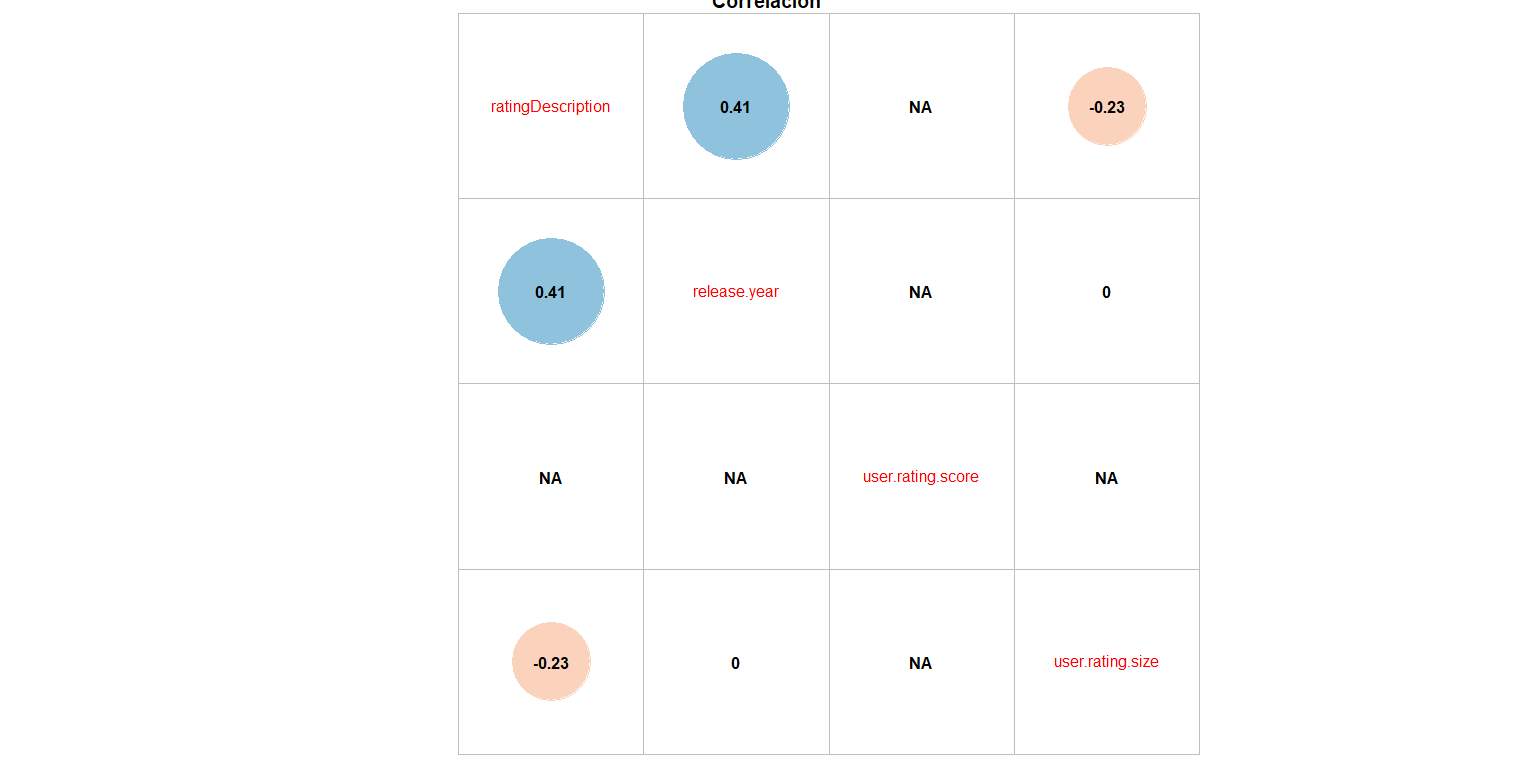 Correlación
ratingDescription 0.41 NA -0.23
0.41 release.year NA 0
NA NA user.rating.score NA
-0.23 0 NA user.rating.size